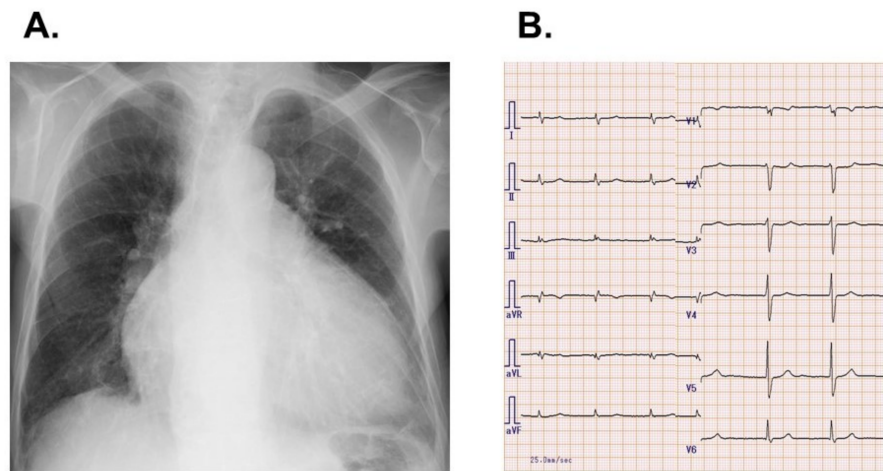 A.
B.
I
II
III
aVR
aVL
aVF
V1
V2
V3
V4
V5
V6
25.0mm/sec